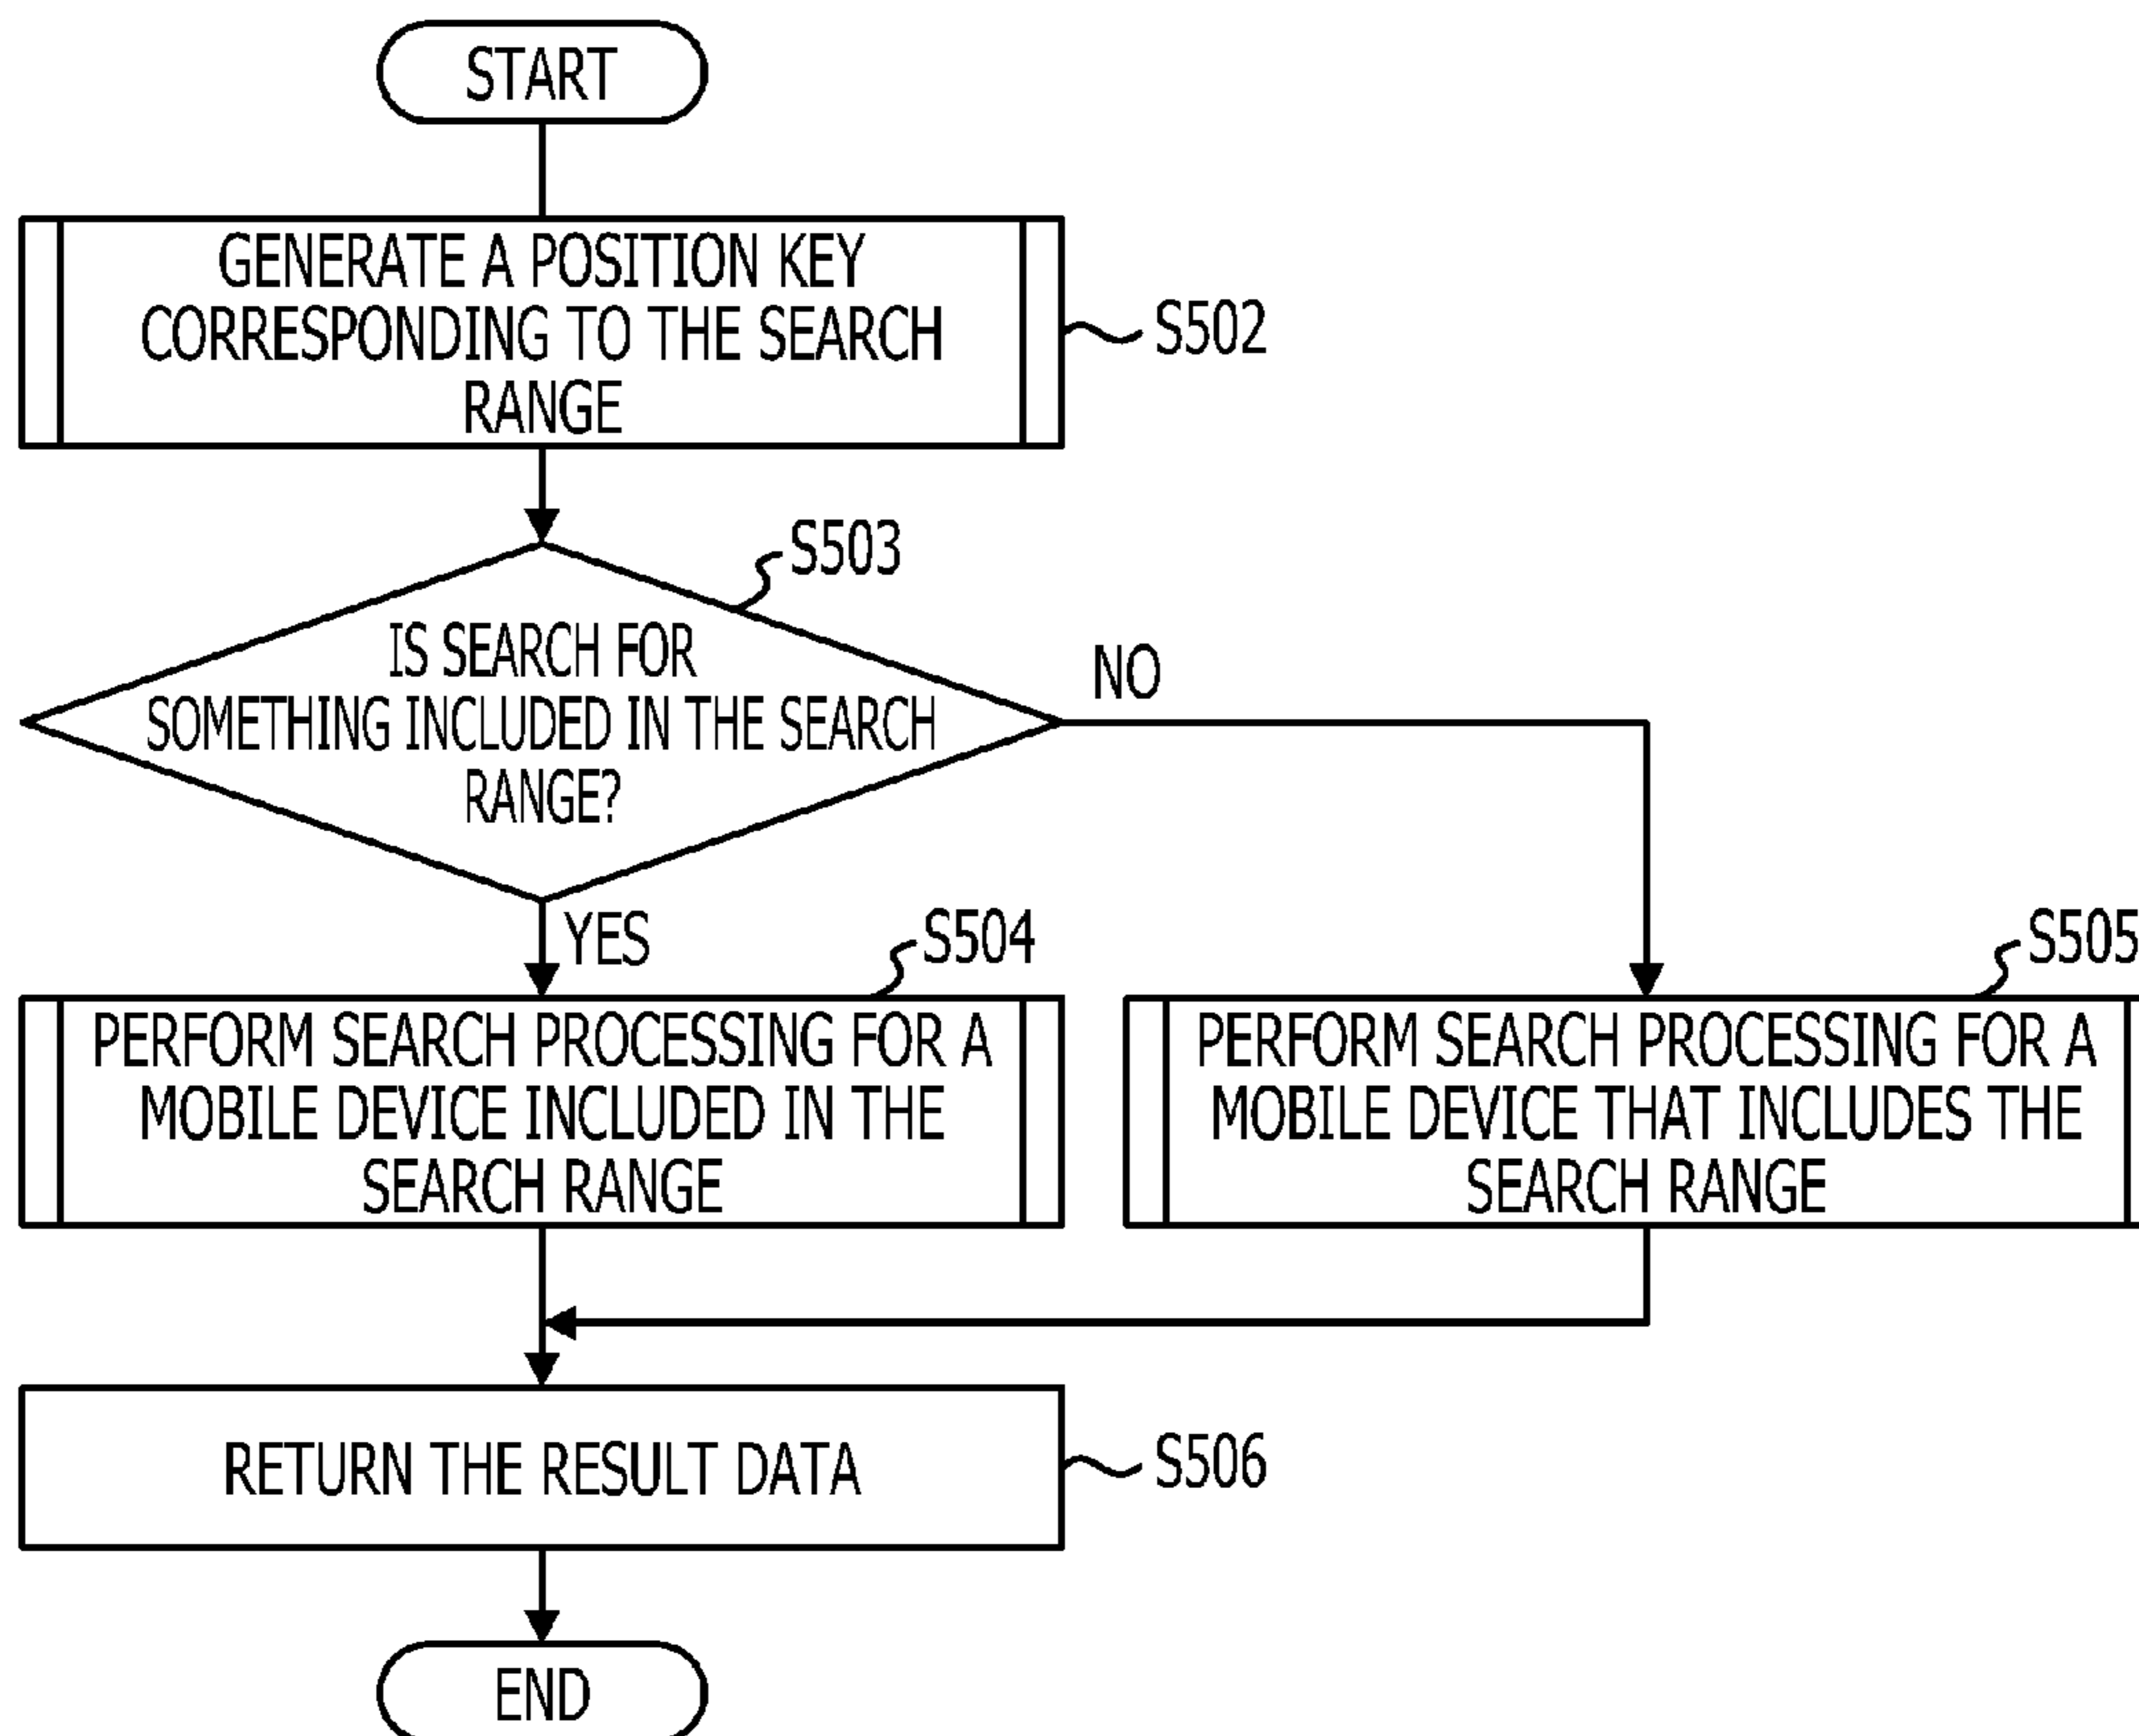 START
GENERATE A POSITION KEY
CORRESPONDING TO THE SEARCH
RANGE
S502
S503
IS SEARCH FOR
SOMETHING INCLUDED IN THE SEARCH
RANGE?
NO
YES
S504
PERFORM SEARCH PROCESSING FOR A
MOBILE DEVICE INCLUDED IN THE
SEARCH RANGE
S505
PERFORM SEARCH PROCESSING FOR A
MOBILE DEVICE THAT INCLUDES THE
SEARCH RANGE
RETURN THE RESULT DATA
S506
END